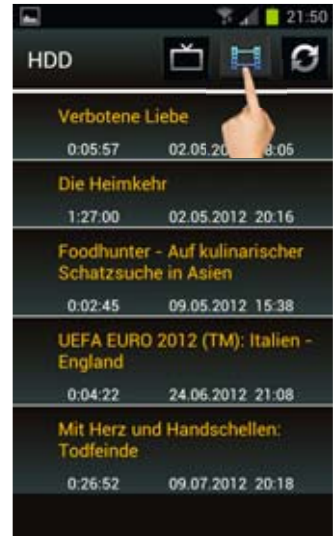 21:50
HDD
Verbotene Liebe
0:05:57 02.05.20
Die Heimkehr
1:27:00 02.05.2012 20:16
Foodhunter - Auf kulinarischer
Schatzsuche in Asien
0:02:45 09.05.2012 15:38
UEFA EURO 2012 (TM): Italien -
England
0:04:22 24.06.2012 21:08
Mit Herz und Handschellen:
Todfeinde
0:26:52 09.07.2012 20:18